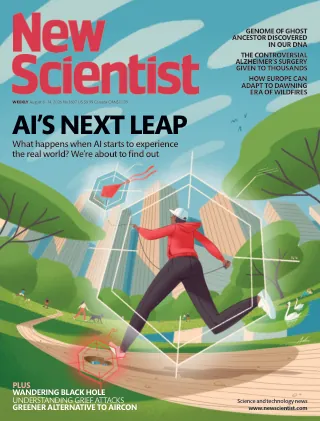 New
Scientist
GENOME OF GHOST
ANCESTOR DISCOVERED
IN OUR DNA
THE CONTROVERSIAL
ALZHEIMER'S SURGERY
GIVEN TO THOUSANDS
HOW EUROPE CAN
ADAPT TO DAWNING
ERA OF WILDFIRES
WEEKLY
AI'S NEXT LEAP
What happens when AI starts to experience
the real world? We're about to find out
PLUS
WANDERING BLACK HOLE
UNDERSTANDING GRIEF ATTACKS
GREENER ALTERNATIVE TO AIRCON
Science and technology news
www.newscientist.com